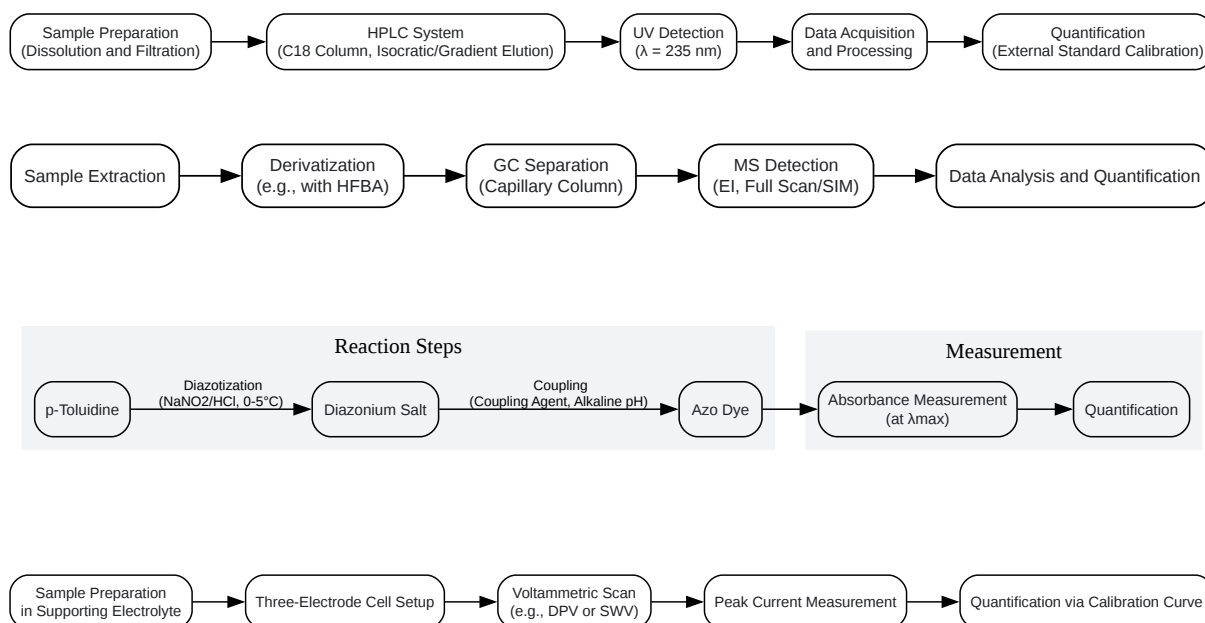 Sample Preparation
(Dissolution and Filtration)
HPLC System
(C18 Column, Isocratic/Gradient Elution)
UV Detection
(λ = 235 nm)
Data Acquisition
and Processing
Quantification
(External Standard Calibration)
Sample Extraction
Derivatization
(e.g., with HFBA)
GC Separation
(Capillary Column)
MS Detection
(EI, Full Scan/SIM)
Data Analysis and Quantification
Reaction Steps
p-Toluidine
Diazotization
(NaNO2/HCl, 0-5°C)
Diazonium Salt
Coupling
(Coupling Agent, Alkaline pH)
Azo Dye
Measurement
Absorbance Measurement
(at λmax)
Quantification
Sample Preparation
in Supporting Electrolyte
Three-Electrode Cell Setup
Voltammetric Scan
(e.g., DPV or SWV)
Peak Current Measurement
Quantification via Calibration Curve